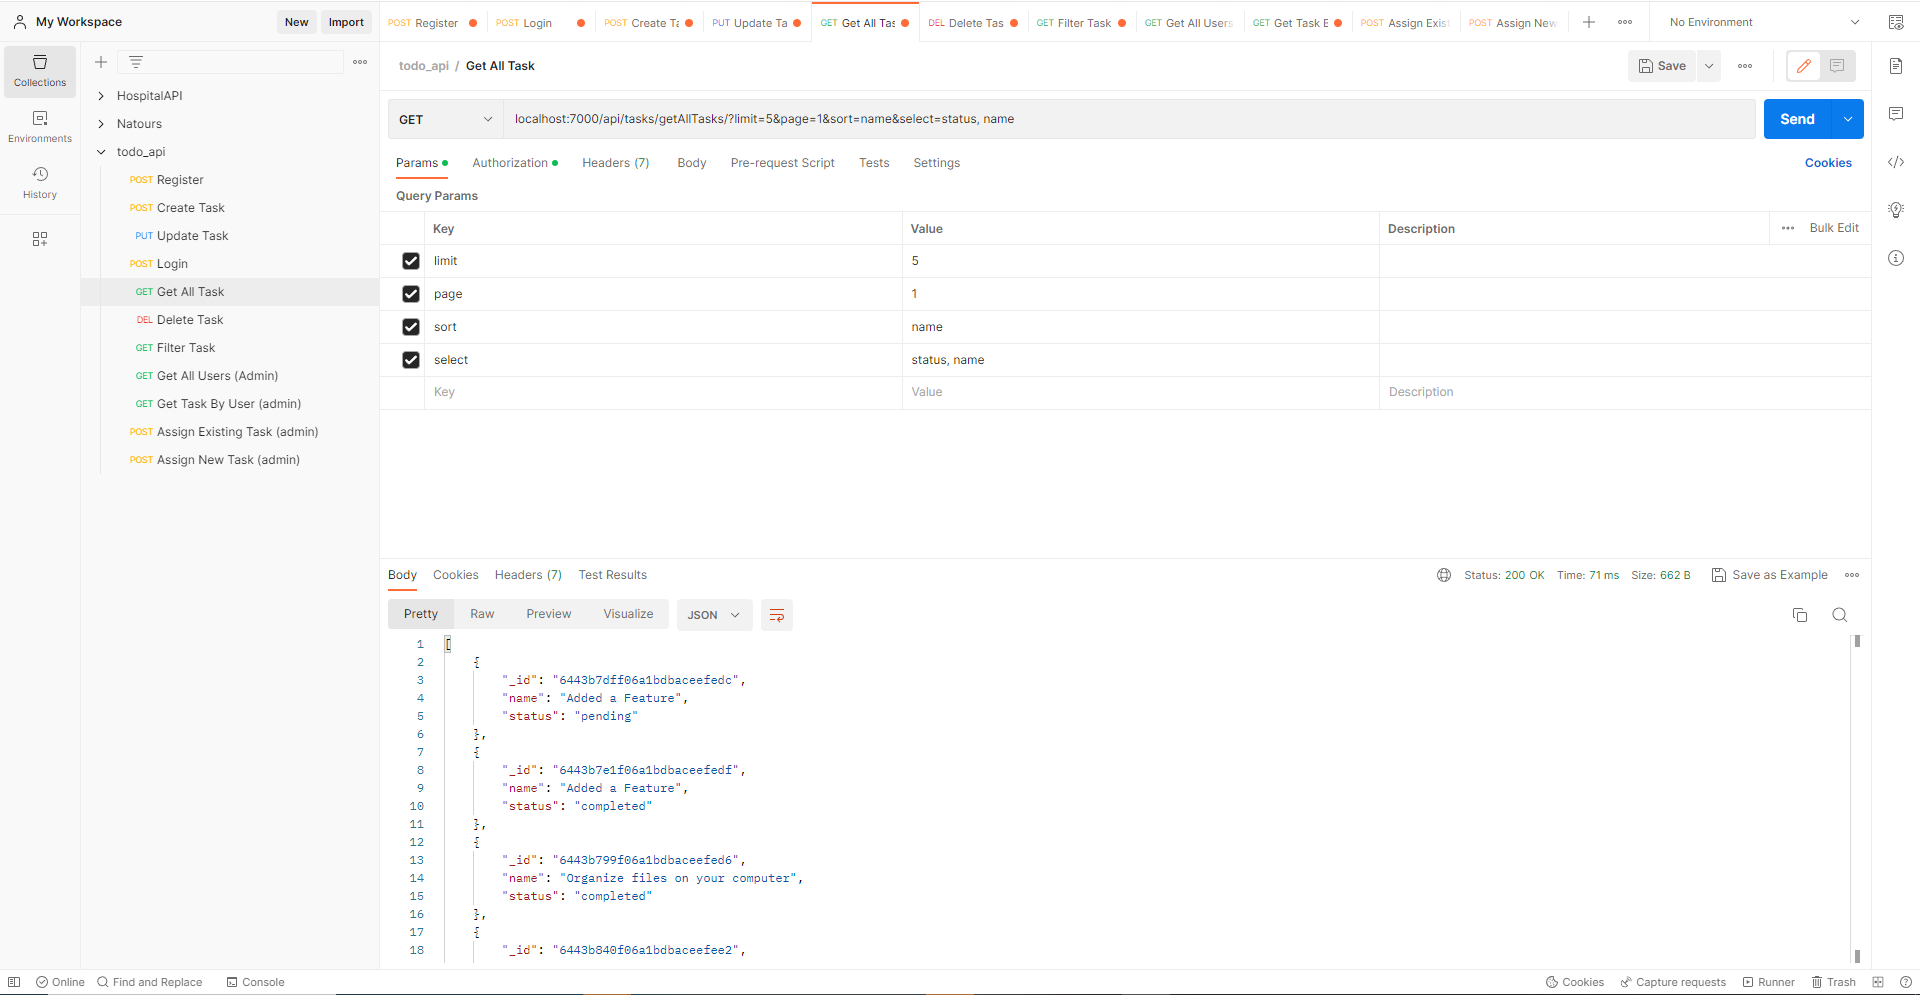 My Workspace
New
Import
POST Register
POST Login
POST Create Ta
PUT Update Ta
GET Get All Tas
DEL Delete Tas
GET Filter Task
GET Get All Users
GET Get Task B
POST Assign Exis
POST Assign New
No Environment
Collections
Environments
History
HospitalAPI
Natours
todo_api
POST Register
POST Create Task
PUT Update Task
POST Login
GET Get All Task
DEL Delete Task
GET Filter Task
GET Get All Users (Admin)
GET Get Task By User (admin)
POST Assign Existing Task (admin)
POST Assign New Task (admin)
todo_api / Get All Task
Save
GET
localhost:7000/api/tasks/getAllTasks/?limit=5&page=1&sort=name&select=status, name
Send
Params
Authorization
Headers (7)
Body
Pre-request Script
Tests
Settings
Cookies
Query Params
Key
Value
Description
Bulk Edit
limit
5
page
1
sort
name
select
status, name
Key
Value
Description
Body
Cookies
Headers (7)
Test Results
Status: 200 OK
Time: 71 ms
Size: 662 B
Save as Example
Pretty
Raw
Preview
Visualize
JSON
1 [
2 {
3 "_id": "6443b7dff06a1bdbaceefedc",
4 "name": "Added a Feature",
5 "status": "pending"
6 },
7 {
8 "_id": "6443b7e1f06a1bdbaceefedf",
9 "name": "Added a Feature",
10 "status": "completed"
11 },
12 {
13 "_id": "6443b799f06a1bdbaceefed6",
14 "name": "Organize files on your computer",
15 "status": "completed"
16 },
17 {
18 "_id": "6443b840f06a1bdbaceefee2",
Online
Find and Replace
Console
Cookies
Capture requests
Runner
Trash